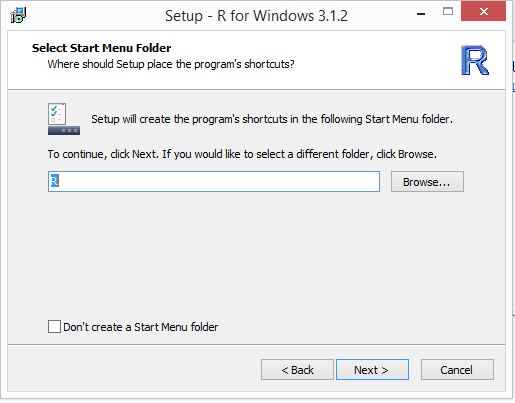 Setup - R for Windows 3.1.2
Select Start Menu Folder
Where should Setup place the program's shortcuts?
R
Setup will create the program's shortcuts in the following Start Menu folder.
To continue, click Next. If you would like to select a different folder, click Browse.
R
Browse...
Don't create a Start Menu folder
< Back
Next >
Cancel